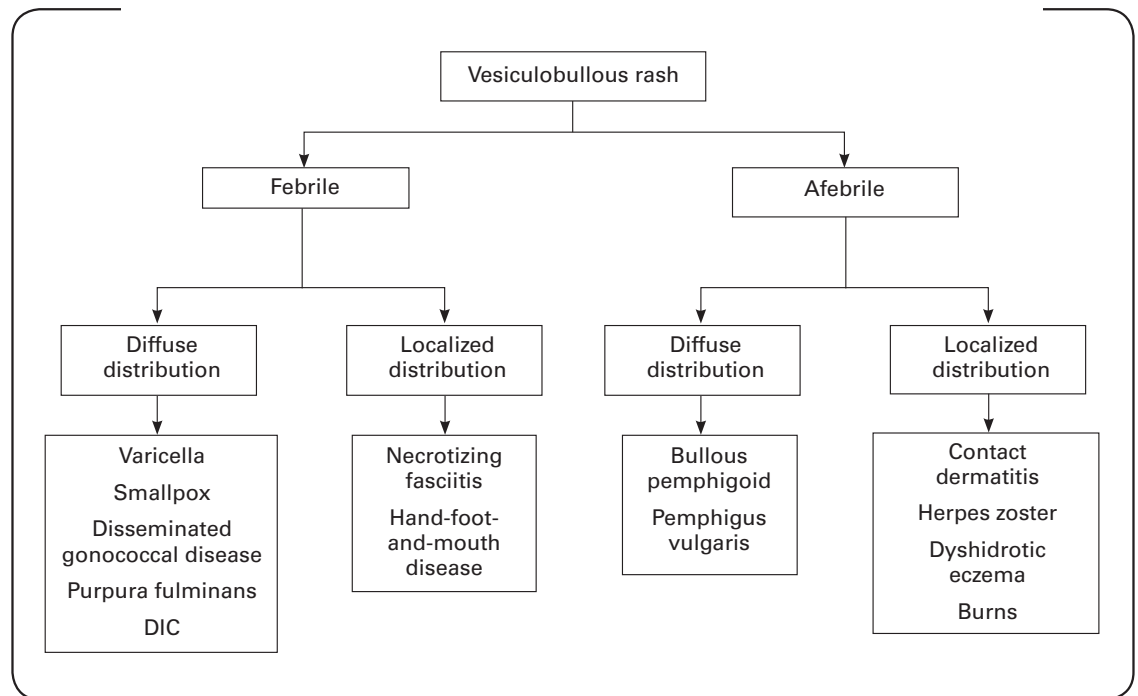 Vesiculobullous rash
Febrile
Afebrile
Diffuse
distribution
Localized
distribution
Diffuse
distribution
Localized
distribution
Varicella
Smallpox
Disseminated
gonococcal disease
Purpura fulminans
DIC
Necrotizing
fasciitis
Hand-foot-
and-mouth
disease
Bullous
pemphigoid
Pemphigus
vulgaris
Contact
dermatitis
Herpes zoster
Dyshidrotic
eczema
Burns